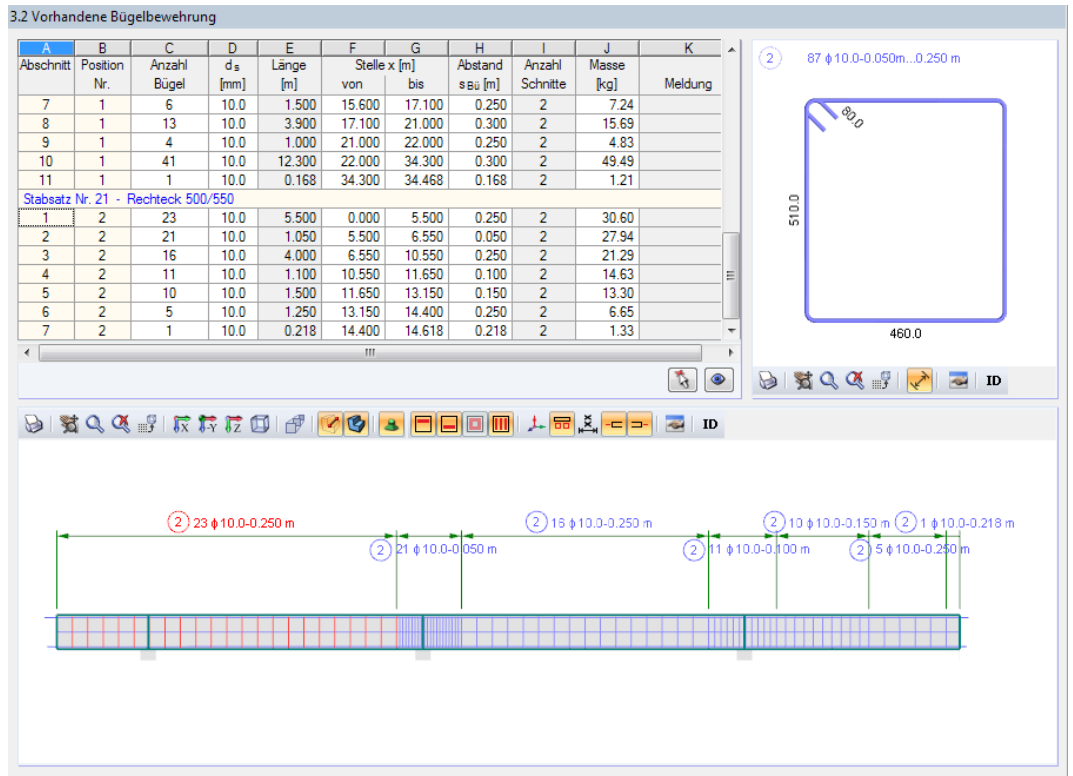 3.2 Vorhandene Bügelbewehrung
A B C D E F G H I J K
Abschnitt Position Anzahl ds Länge Stelle x [m] Abstand Anzahl Masse
Nr. Bügel [mm] [m] von bis sBü [m] Schnitte [kg] Meldung
7 1 6 10.0 1.500 15.600 17.100 0.250 2 7.24
8 1 13 10.0 3.900 17.100 21.000 0.300 2 15.69
9 1 4 10.0 1.000 21.000 22.000 0.250 2 4.83
10 1 41 10.0 12.300 22.000 34.300 0.300 2 49.49
11 1 1 10.0 0.168 34.300 34.468 0.168 2 1.21
Stabsatz Nr. 21 - Rechteck 500/550
1 2 23 10.0 5.500 0.000 5.500 0.250 2 30.60
2 2 21 10.0 1.050 5.500 6.550 0.050 2 27.94
3 2 16 10.0 4.000 6.550 10.550 0.250 2 21.29
4 2 11 10.0 1.100 10.550 11.650 0.100 2 14.63
5 2 10 10.0 1.500 11.650 13.150 0.150 2 13.30
6 2 5 10.0 1.250 13.150 14.400 0.250 2 6.65
7 2 1 10.0 0.218 14.400 14.618 0.218 2 1.33
2 87 ϕ10.0-0.050m...0.250 m
80.0
510.0
460.0
ID
X Y Z X ID
2 23 ϕ10.0-0.250 m 2 16 ϕ10.0-0.250 m 2 10 ϕ10.0-0.150 m 2 1 ϕ10.0-0.218 m
2 21 ϕ10.0-0.050 m 2 11 ϕ10.0-0.100 m 2 5 ϕ10.0-0.250 m